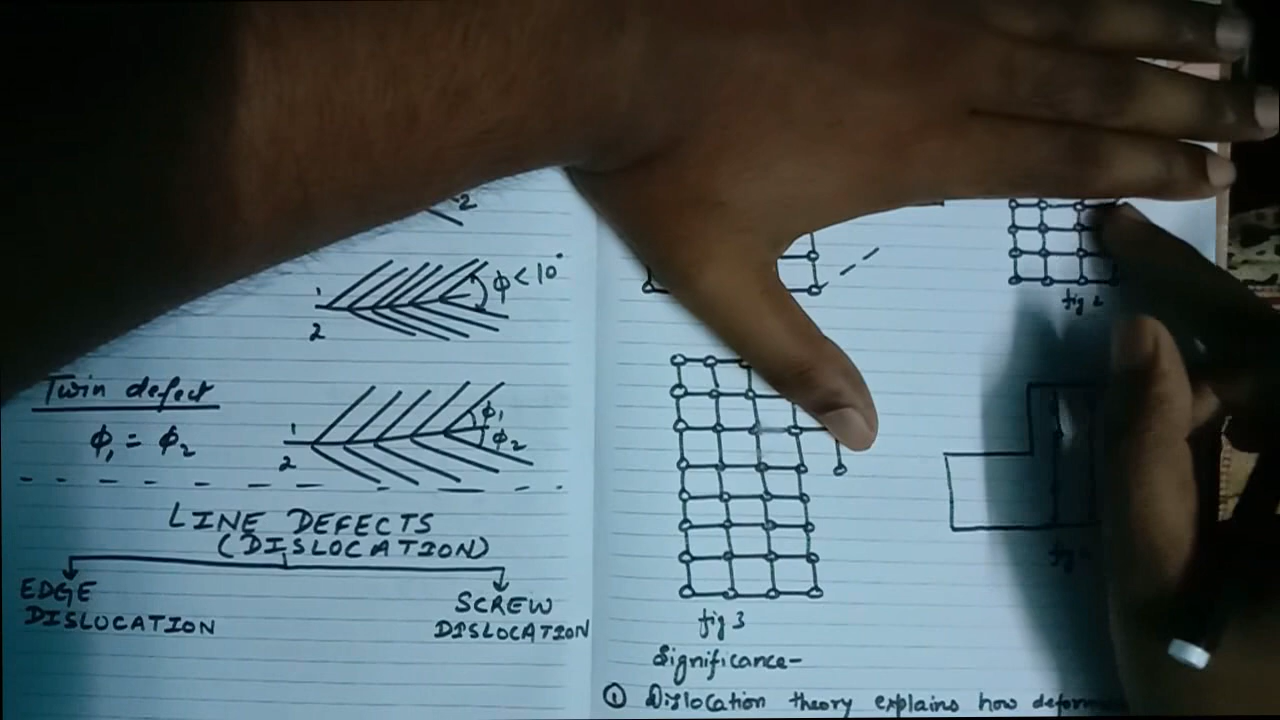 2
1
2
ϕ < 10°
Twin defect
ϕ₁ = ϕ₂
1
2
ϕ₁
ϕ₂
LINE DEFECTS
(DISLOCATION)
EDGE
DISLOCATION
SCREW
DISLOCATION
fig 2
fig
fig 3
Significance-
① Dislocation theory explains how